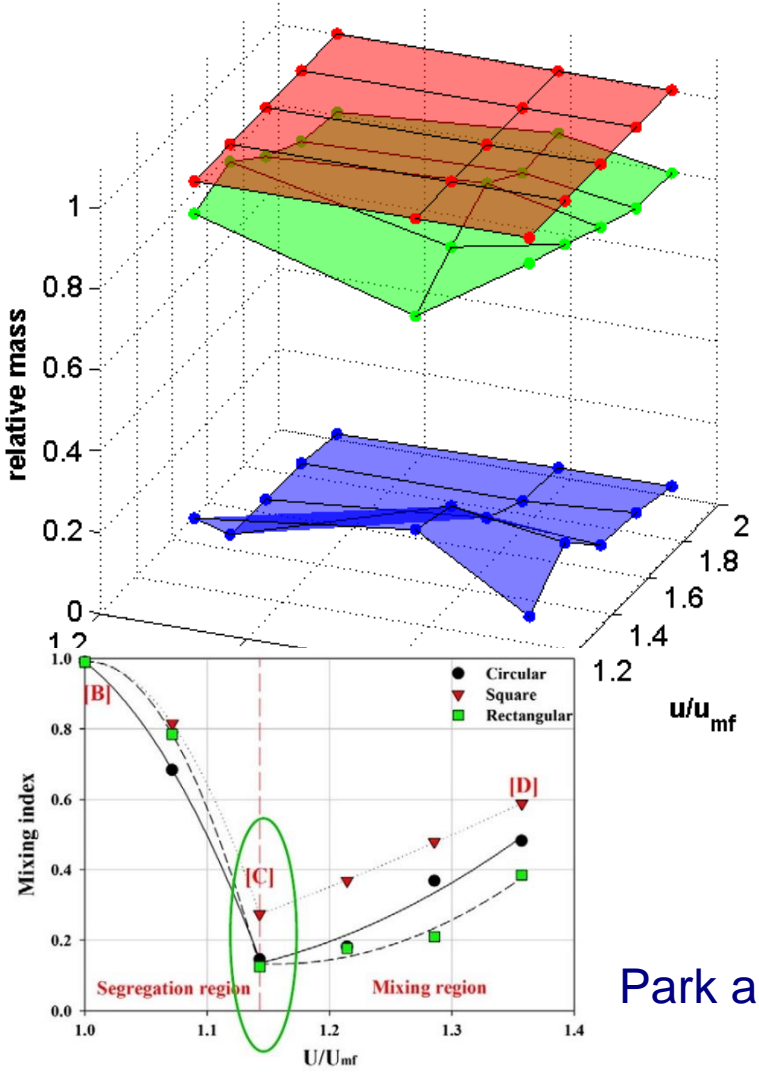 1
0.8
0.6
0.4
0.2
0
relative mass
1.2
2
1.8
1.6
1.4
1.2
u/u_mf
1.0
0.8
0.6
0.4
0.2
0.0
Mixing index
[B]
[C]
[D]
Circular
Square
Rectangular
Segregation region
Mixing region
1.0 1.1 1.2 1.3 1.4
U/U_mf
Park a